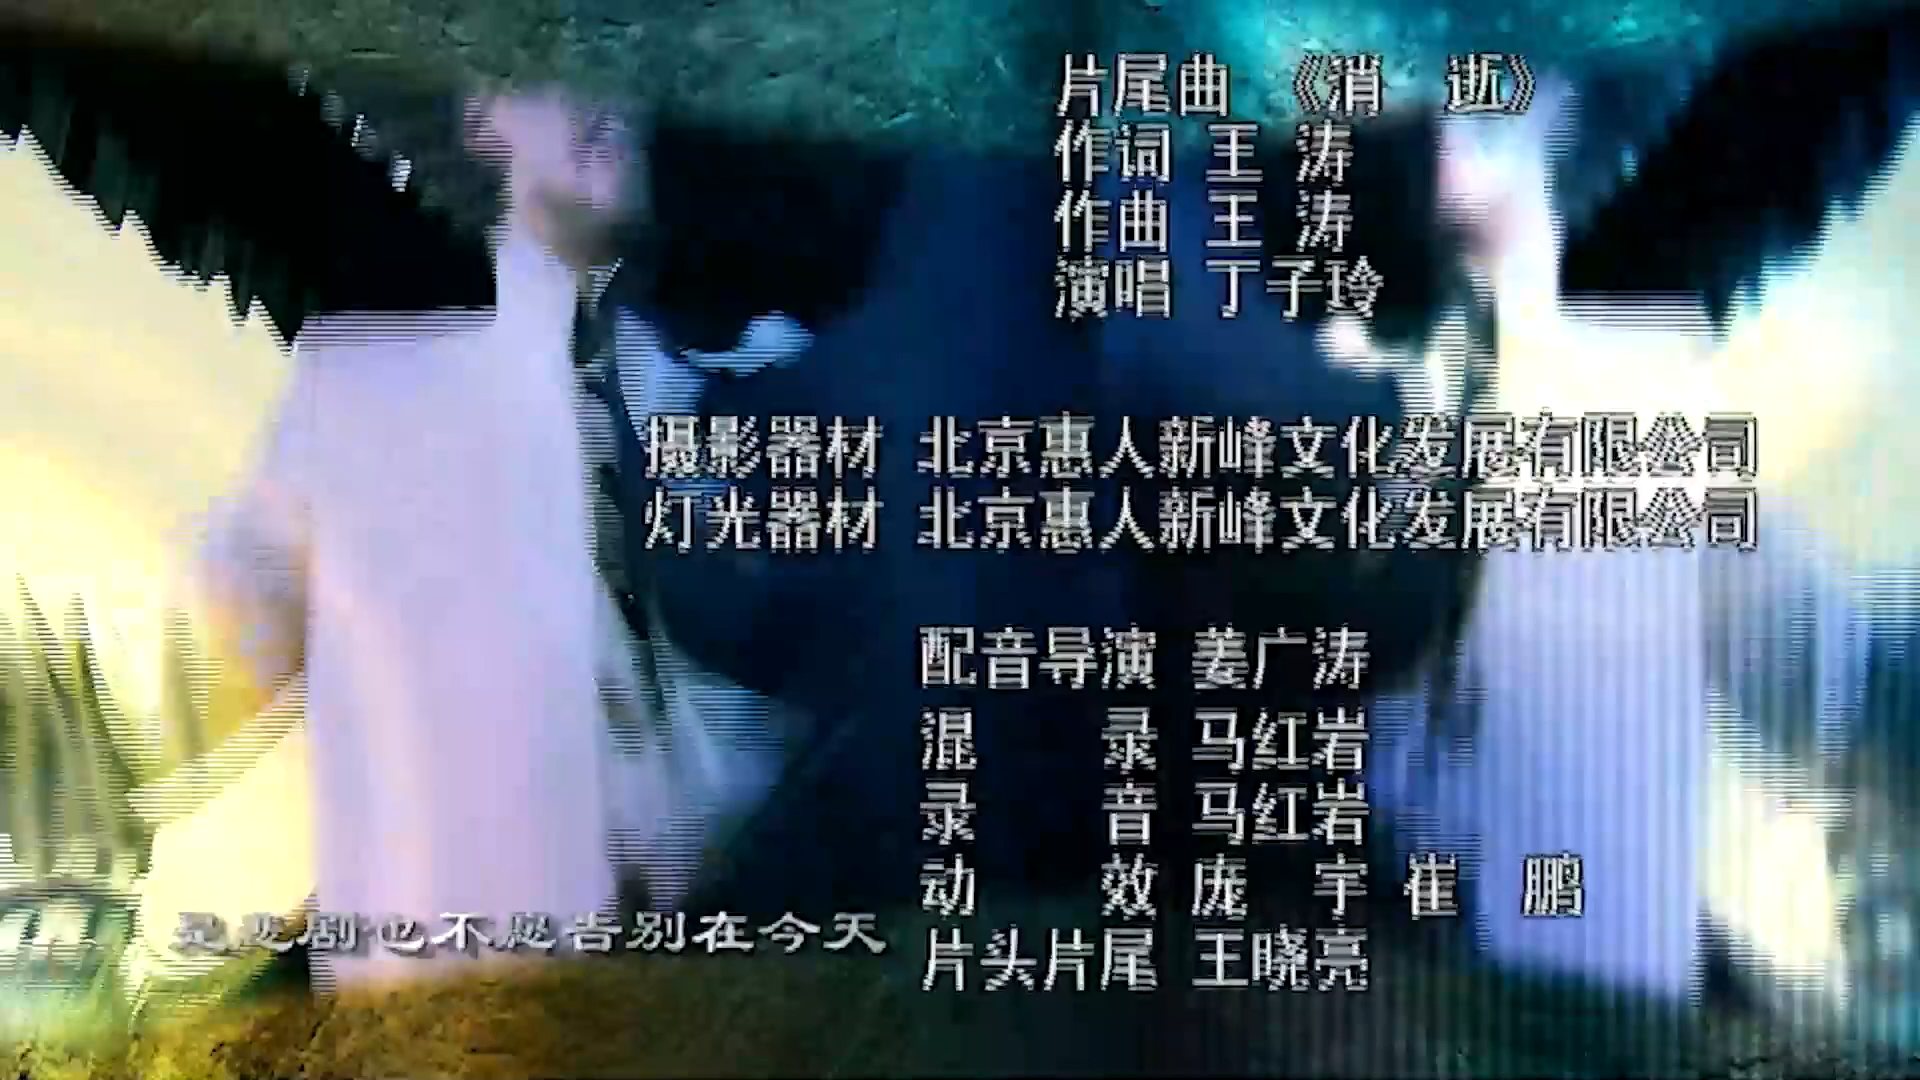 片尾曲 《消 逝》
作词 王 涛
作曲 王 涛
演唱 丁子玲
摄影器材 北京惠人新峰文化发展有限公司
灯光器材 北京惠人新峰文化发展有限公司
配音导演 姜广涛
混 录 马红岩
录 音 马红岩
动 效 庞 宇 崔 鹏
是悲剧也不愿告别在今天
片头片尾 王晓亮